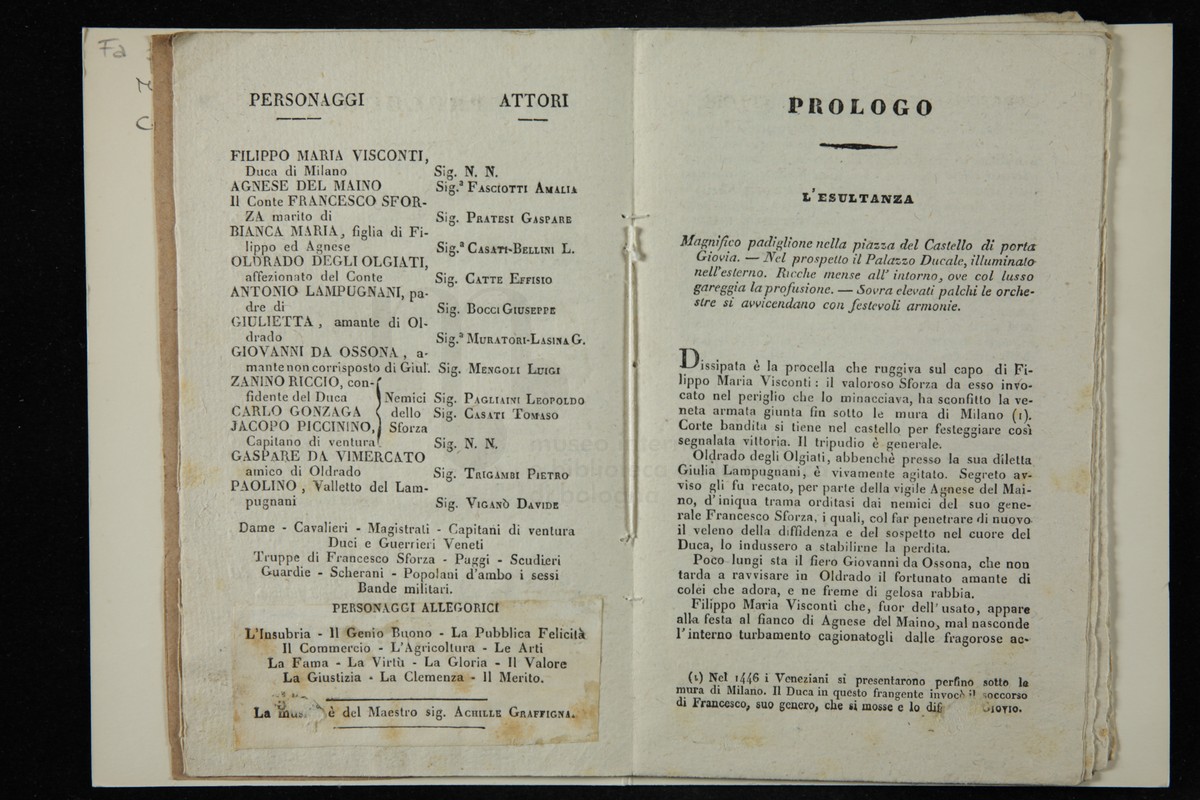 Fa
C
PERSONAGGI
ATTORI
FILIPPO MARIA VISCONTI,
Duca di Milano Sig. N. N.
AGNESE DEL MAINO Sig.ª FASCIOTTI AMALIA
Il Conte FRANCESCO SFOR-
ZA marito di Sig. PRATESI GASPARE
BIANCA MARIA, figlia di Fi-
lippo ed Agnese Sig.ª CASATI-BELLINI L.
OLDRADO DEGLI OLGIATI,
affezionato del Conte Sig. CATTE EFFISIO
ANTONIO LAMPUGNANI, pa-
dre di Sig. BOCCI GIUSEPPE
GIULIETTA, amante di Ol-
drado Sig.ª MURATORI-LASINA G.
GIOVANNI DA OSSONA, a-
mante non corrisposto di Giul. Sig. MENGOLI LUIGI
ZANINO RICCIO, con-
fidente del Duca Nemici Sig. PAGLIAINI LEOPOLDO
CARLO GONZAGA dello Sig. CASATI TOMASO
JACOPO PICCININO, Sforza
Capitano di ventura Sig. N. N.
GASPARE DA VIMERCATO
amico di Oldrado Sig. TRIGAMBI PIETRO
PAOLINO, Valletto del Lam-
pugnani Sig. VIGANÒ DAVIDE
Dame - Cavalieri - Magistrati - Capitani di ventura
Duci e Guerrieri Veneti
Truppe di Francesco Sforza - Paggi - Scudieri
Guardie - Scherani - Popolani d'ambo i sessi
Bande militari.
PERSONAGGI ALLEGORICI
L'Insubria - Il Genio Buono - La Pubblica Felicità
Il Commercio - L'Agricoltura - Le Arti
La Fama - La Virtù - La Gloria - Il Valore
La Giustizia - La Clemenza - Il Merito.
La è del Maestro sig. ACHILLE GRAFFIGNA.
PROLOGO
L'ESULTANZA
Magnifico padiglione nella piazza del Castello di porta
Giovia. — Nel prospetto il Palazzo Ducale, illuminato
nell'esterno. Ricche mense all' intorno, ove col lusso
gareggia la profusione. — Sovra elevati palchi le orche-
stre si avvicendano con festevoli armonie.
Dissipata è la procella che ruggiva sul capo di Fi-
lippo Maria Visconti: il valoroso Sforza da esso invo-
cato nel periglio che lo minacciava, ha sconfitto la ve-
neta armata giunta fin sotto le mura di Milano (1).
Corte bandita si tiene nel castello per festeggiare così
segnalata vittoria. Il tripudio è generale.
Oldrado degli Olgiati, abbenchè presso la sua diletta
Giulia Lampugnani, è vivamente agitato. Segreto av-
viso gli fu recato, per parte della vigile Agnese del Mai-
no, d'iniqua trama orditasi dai nemici del suo gene-
rale Francesco Sforza, i quali, col far penetrare di nuovo
il veleno della diffidenza e del sospetto nel cuore del
Duca, lo indussero a stabilirne la perdita.
Poco lungi sta il fiero Giovanni da Ossona, che non
tarda a ravvisare in Oldrado il fortunato amante di
colei che adora, e ne freme di gelosa rabbia.
Filippo Maria Visconti che, fuor dell' usato, appare
alla festa al fianco di Agnese del Maino, mal nasconde
l'interno turbamento cagionatogli dalle fragorose ac-
(1) Nel 1446 i Veneziani si presentarono perfino sotto le
mura di Milano. Il Duca in questo frangente invocò il soccorso
di Francesco, suo genero, che si mosse e lo
museo inter
biblioteca
bologna